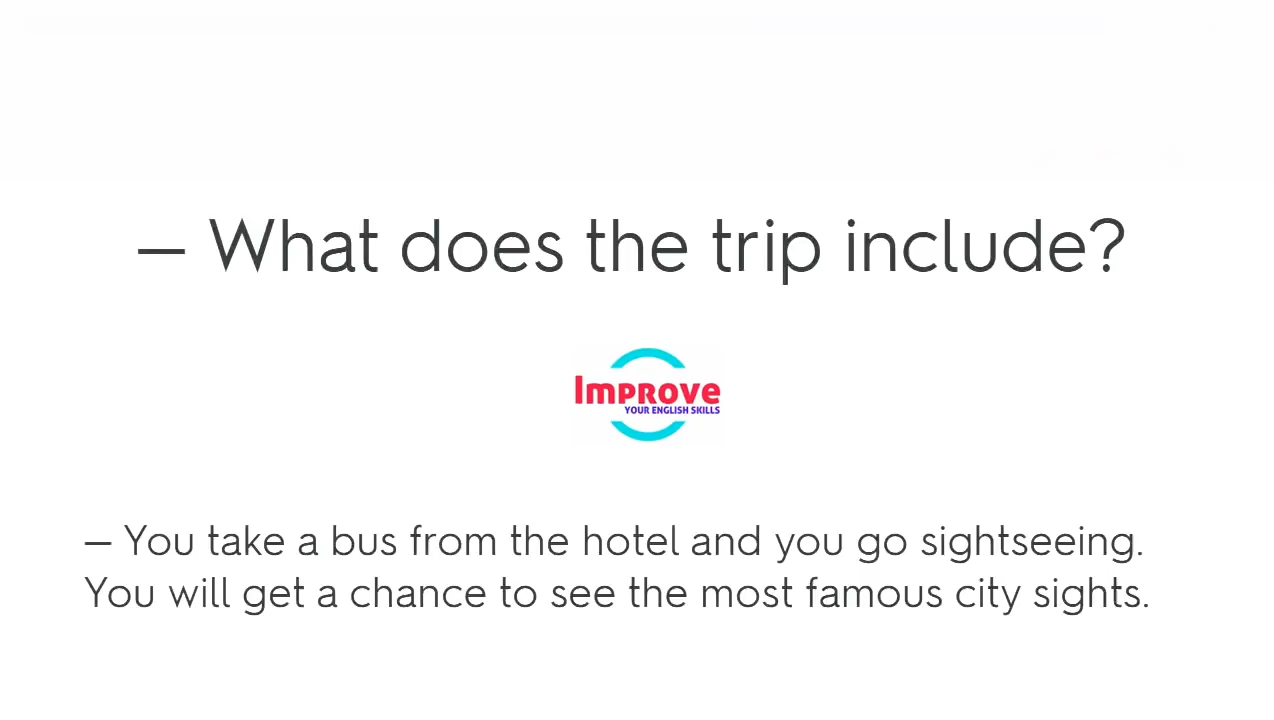 — What does the trip include?
Improve
YOUR ENGLISH SKILLS
— You take a bus from the hotel and you go sightseeing.
You will get a chance to see the most famous city sights.